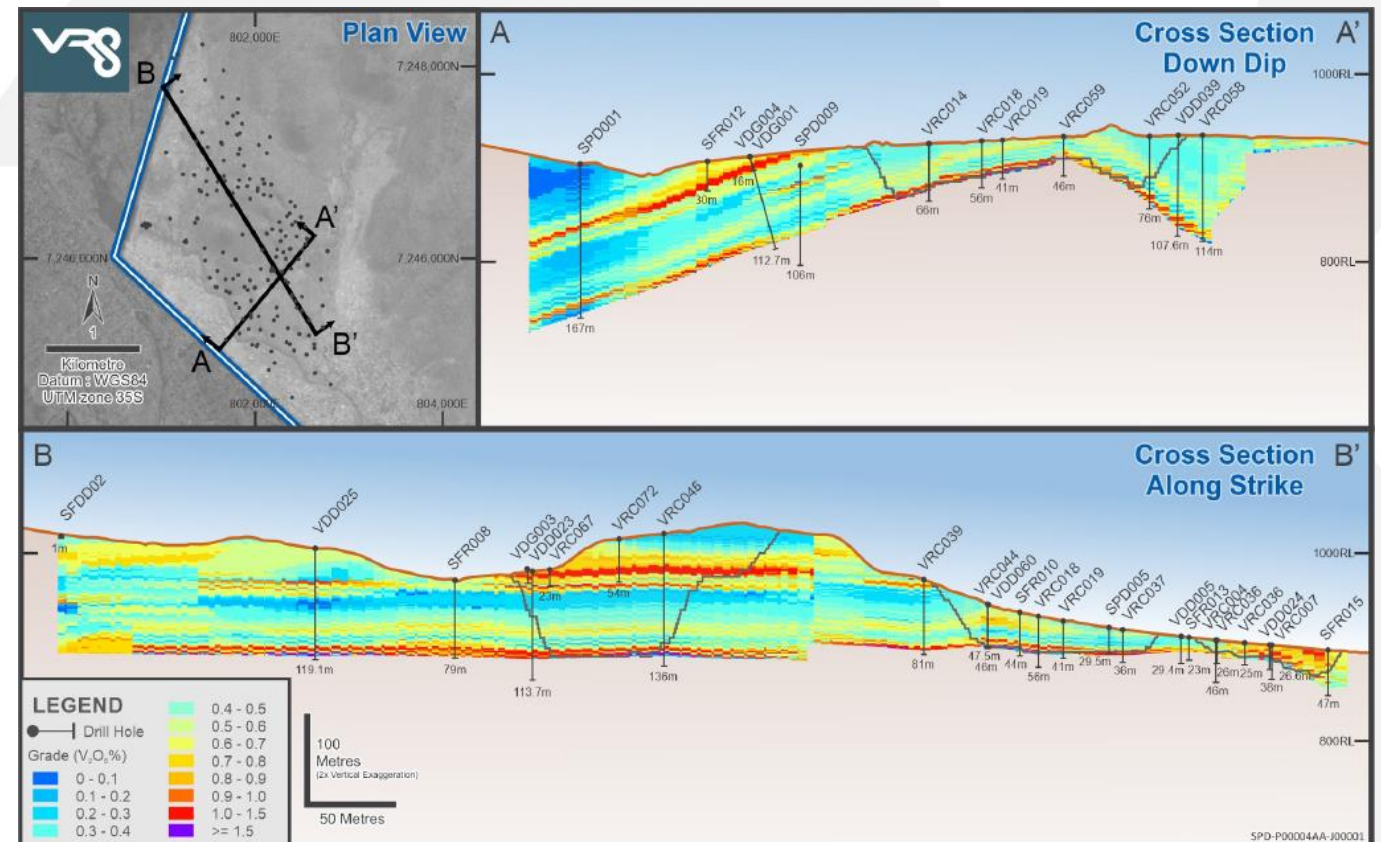 VR8
Plan View
802,000E
7,248,000N
B
A'
7,246,000N
7,246,000N
N
1
Kilometre
Datum : WGS84
UTM zone 35S
A
B'
802,000E
804,000E
A
Cross Section
Down Dip
A'
1000RL
800RL
SPD001
SFR012
VDG004
VDG001
SPD009
VRC014
VRC018
VRC019
VRC059
VRC052
VDD039
VRC058
167m
30m
16m
112.7m
106m
66m
56m
41m
46m
76m
107.6m
114m
B
Cross Section
Along Strike
B'
1000RL
800RL
SFDD02
VDD025
SFR008
VDG003
VDD023
VRC067
VRC072
VRC046
VRC039
VRC044
VDD060
SFR010
VRC018
VRC019
SPD005
VRC037
VDD005
SFR013
VRC004
VRC036
VRC036
VDD024
VRC007
SFR015
1m
119.1m
79m
113.7m
23m
54m
136m
81m
47.5m
46m
44m
56m
41m
29.5m
36m
29.4m
23m
46m
26m
25m
38m
26.6m
47m
LEGEND
Drill Hole
Grade (V₂O₅%)
0 - 0.1
0.1 - 0.2
0.2 - 0.3
0.3 - 0.4
0.4 - 0.5
0.5 - 0.6
0.6 - 0.7
0.7 - 0.8
0.8 - 0.9
0.9 - 1.0
1.0 - 1.5
>= 1.5
100
Metres
(2x Vertical Exaggeration)
50 Metres
SPD-P00004AA-J00001